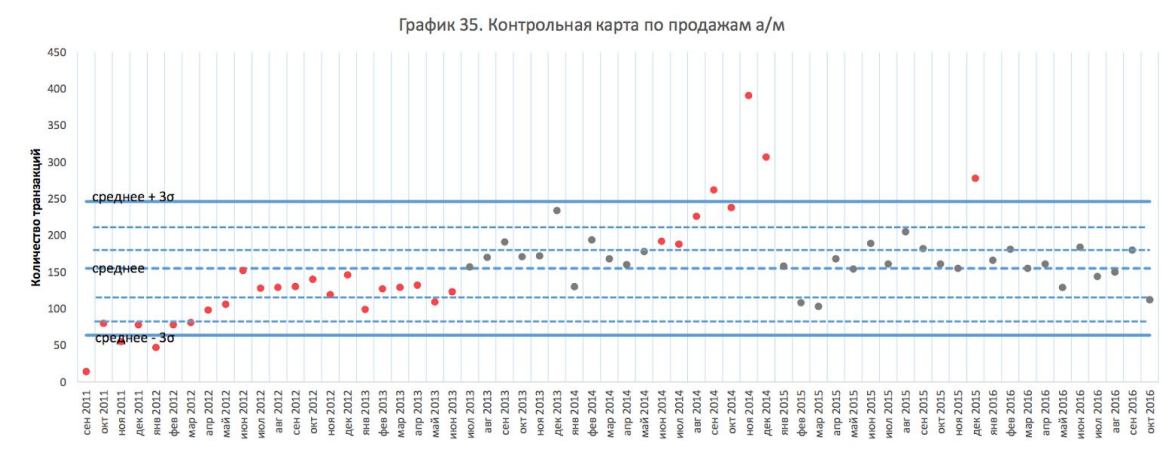 График 35. Контрольная карта по продажам а/м
Количество транзакций
450
400
350
300
250
200
150
100
50
0
среднее + 3σ
среднее
среднее - 3σ
сен 2011
окт 2011
ноя 2011
дек 2011
янв 2012
фев 2012
мар 2012
апр 2012
май 2012
июн 2012
июл 2012
авг 2012
сен 2012
окт 2012
ноя 2012
дек 2012
янв 2013
фев 2013
мар 2013
апр 2013
май 2013
июн 2013
июл 2013
авг 2013
сен 2013
окт 2013
ноя 2013
дек 2013
янв 2014
фев 2014
мар 2014
апр 2014
май 2014
июн 2014
июл 2014
авг 2014
сен 2014
окт 2014
ноя 2014
дек 2014
янв 2015
фев 2015
мар 2015
апр 2015
май 2015
июн 2015
июл 2015
авг 2015
сен 2015
окт 2015
ноя 2015
дек 2015
янв 2016
фев 2016
мар 2016
апр 2016
май 2016
июн 2016
июл 2016
авг 2016
сен 2016
окт 2016